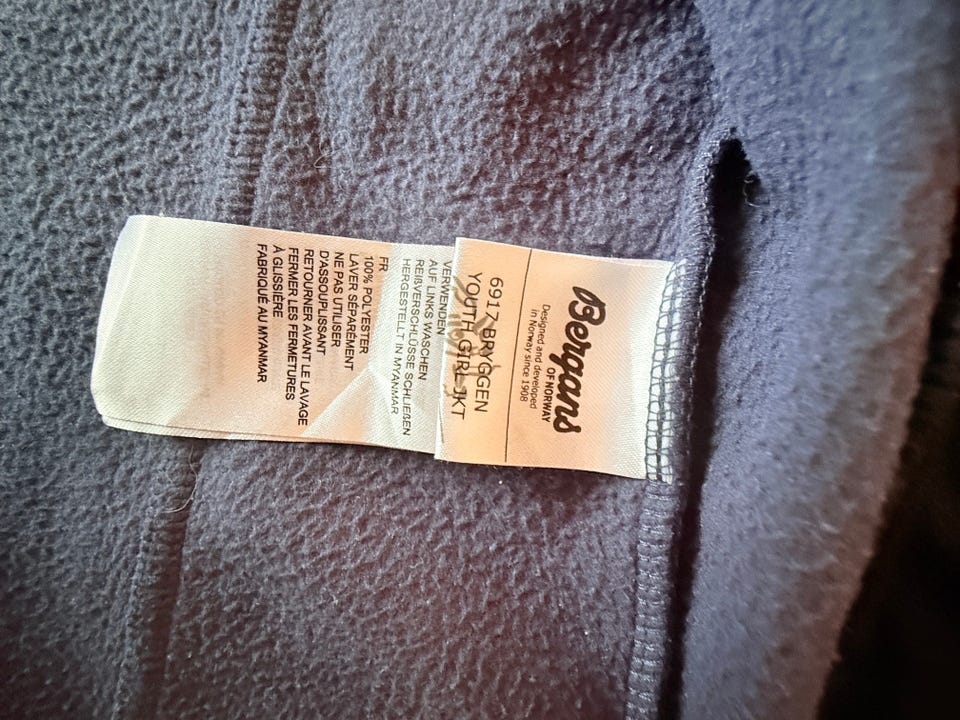 Bergans
OF NORWAY
Designed and developed
in Norway since 1908
6917 BRYGGEN
YOUTH GIRL JKT
VERWENDEN
AUF LINKS WASCHEN
REIßVERSCHLÜSSE SCHLIEßEN
HERGESTELLT IN MYANMAR
FR
100% POLYESTER
LAVER SÉPARÉMENT
NE PAS UTILISER
D'ASSOUPLISSANT
RETOURNER AVANT LE LAVAGE
FERMER LES FERMETURES
À GLISSIÈRE
FABRIQUÉ AU MYANMAR